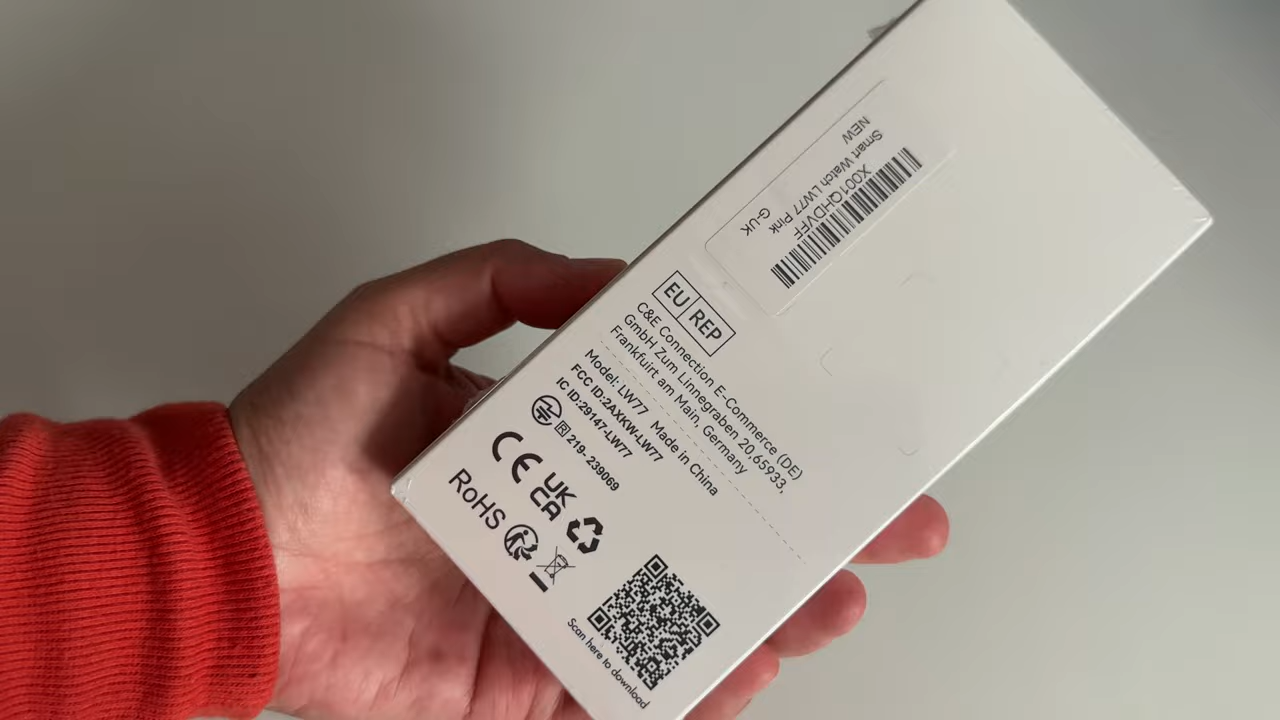 X001QHDVFF
Smart Watch LW77 Pink G-UK
NEW
EU REP
C&E Connection E-Commerce (DE)
GmbH Zum Linnegraben 20,65933,
Frankfuirt am Main, Germany
Model: LW77 Made in China
FCC ID:2AXKW-LW77
IC ID:29147-LW77
R 219-239069
CE UK CA
RoHS
Scan here to download